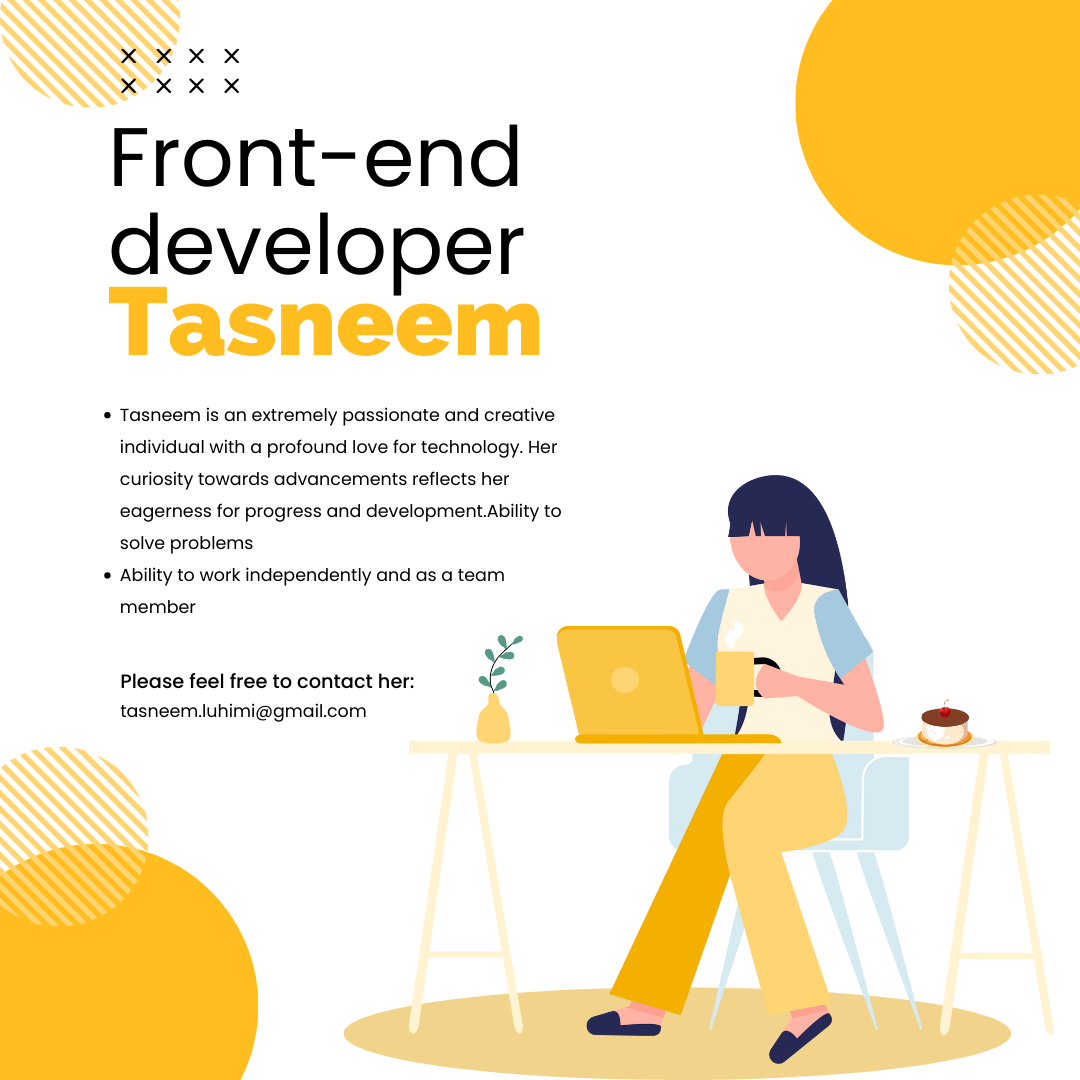 Front-end
developer
Tasneem
Tasneem is an extremely passionate and creative
individual with a profound love for technology. Her
curiosity towards advancements reflects her
eagerness for progress and development.Ability to
solve problems
Ability to work independently and as a team
member
Please feel free to contact her:
tasneem.luhimi@gmail.com